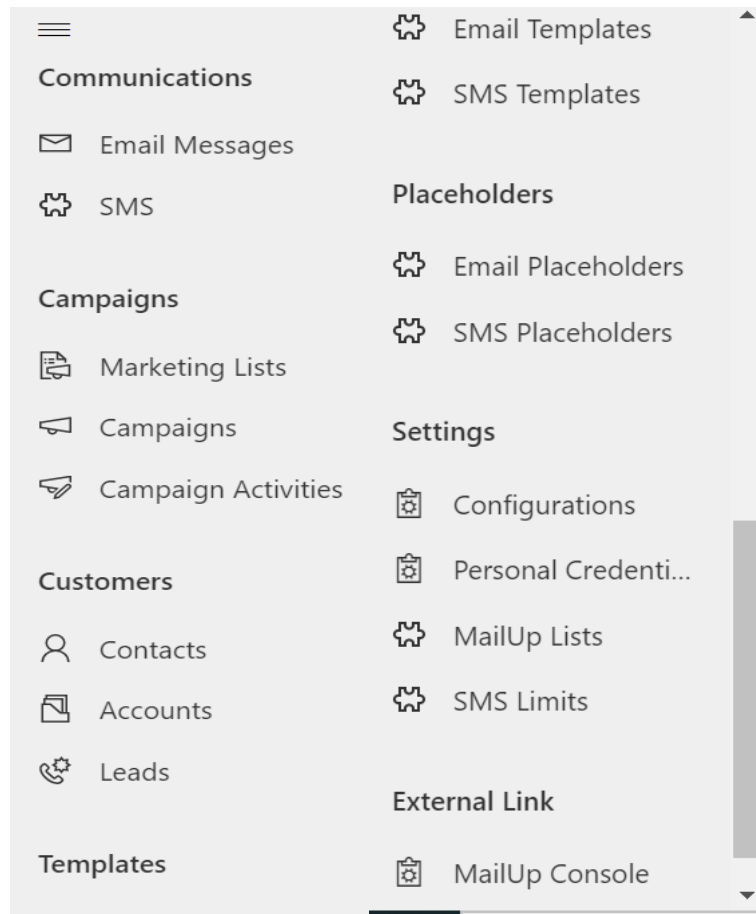 Communications
Email Messages
SMS
Campaigns
Marketing Lists
Campaigns
Campaign Activities
Customers
Contacts
Accounts
Leads
Templates
Email Templates
SMS Templates
Placeholders
Email Placeholders
SMS Placeholders
Settings
Configurations
Personal Credenti...
MailUp Lists
SMS Limits
External Link
MailUp Console